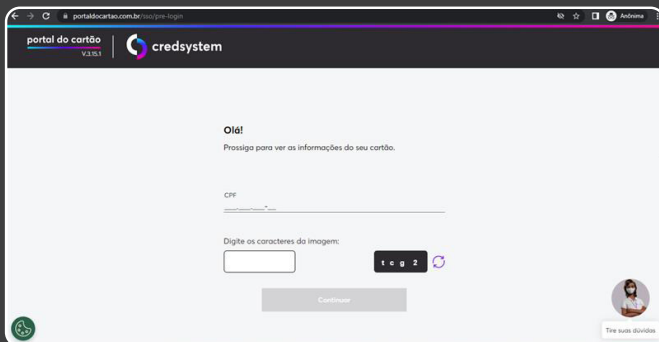 portaldocartao.com.br/sso/pre-login
Anônima
portal do cartão
V.3.15.1
credsystem
Olá!
Prossiga para ver as informações do seu cartão.
CPF
___.___.___-__
Digite os caracteres da imagem:
t c g 2
Continuar
Tire suas dúvidas